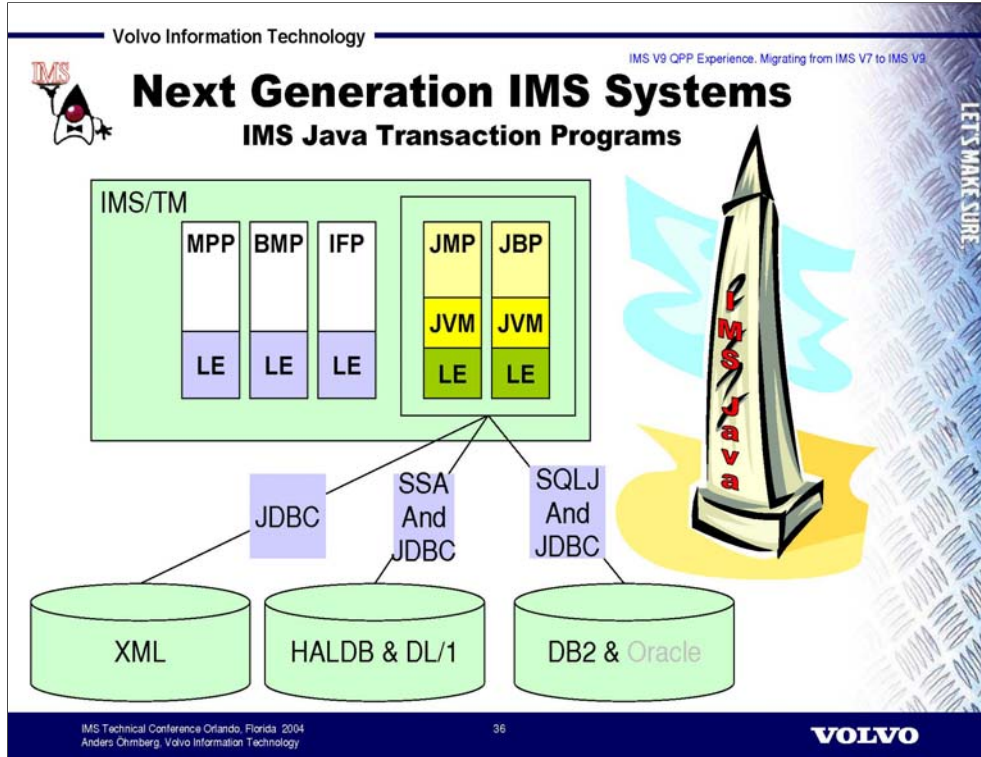 Volvo Information Technology
IMS V9 QPP Experience. Migrating from IMS V7 to IMS V9
IMS
Next Generation IMS Systems
IMS Java Transaction Programs
LET'S MAKE SURE.
IMS/TM
MPP BMP IFP JMP JBP
JVM JVM
LE LE LE LE LE
IMS Java
JDBC
SSA
And
JDBC
SQLJ
And
JDBC
XML
HALDB & DL/1
DB2 & Oracle
IMS Technical Conference Orlando, Florida 2004
Anders Öhrnberg, Volvo Information Technology
36
VOLVO